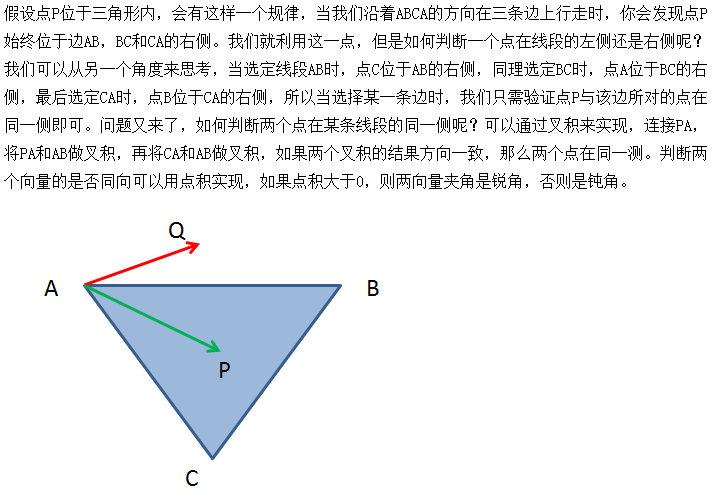 假设点P位于三角形内，会有这样一个规律，当我们沿着ABCA的方向在三条边上行走时，你会发现点P
始终位于边AB，BC和CA的右侧。我们就利用这一点，但是如何判断一个点在线段的左侧还是右侧呢？
我们可以从另一个角度来思考，当选定线段AB时，点C位于AB的右侧，同理选定BC时，点A位于BC的右
侧，最后选定CA时，点B位于CA的右侧，所以当选择某一条边时，我们只需验证点P与该边所对的点在
同一侧即可。问题又来了，如何判断两个点在某条线段的同一侧呢？可以通过叉积来实现，连接PA，
将PA和AB做叉积，再将CA和AB做叉积，如果两个叉积的结果方向一致，那么两个点在同一测。判断两
个向量的是否同向可以用点积实现，如果点积大于0，则两向量夹角是锐角，否则是钝角。
Q
A
B
P
C